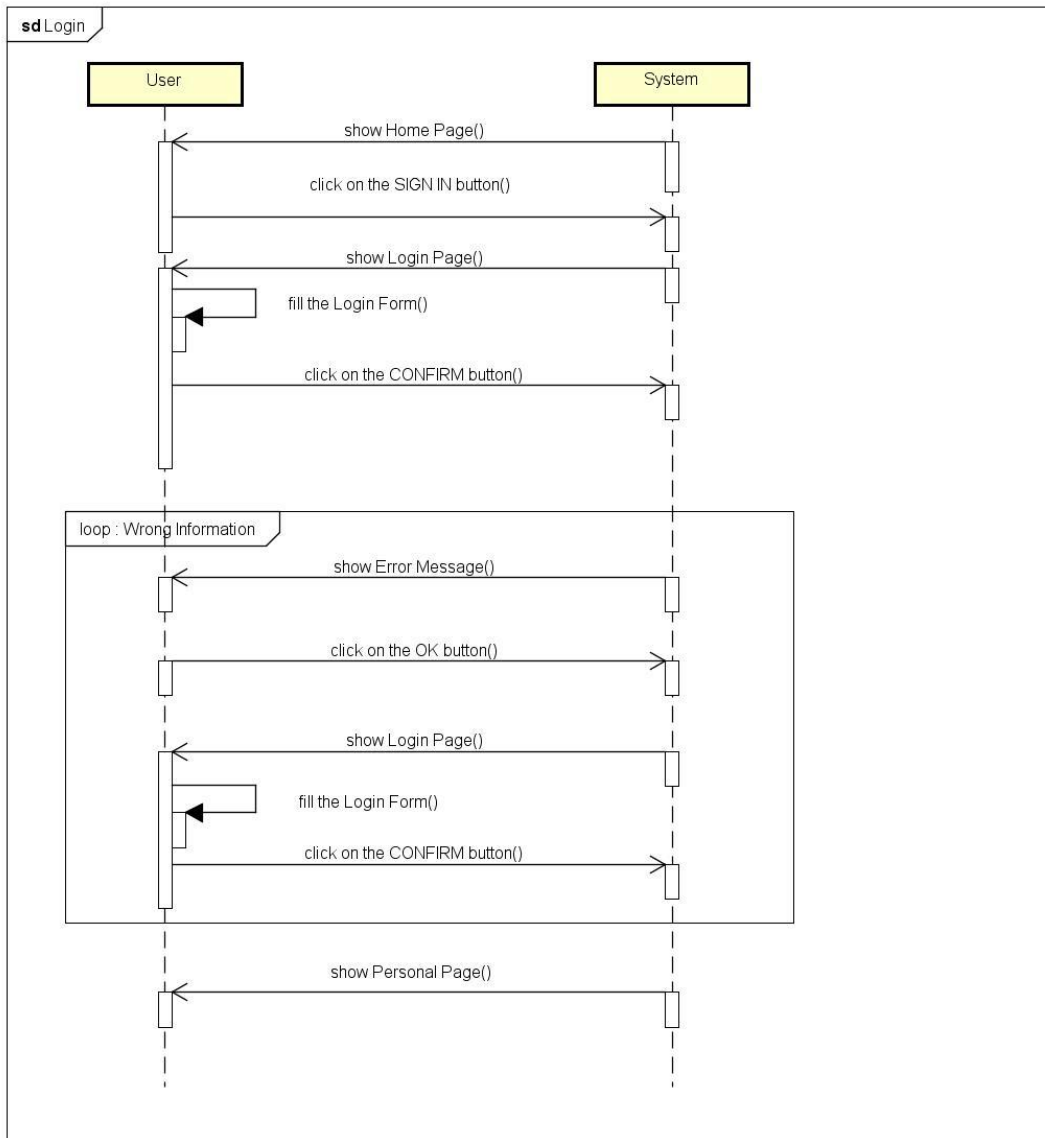 sd Login
User
System
show Home Page()
click on the SIGN IN button()
show Login Page()
fill the Login Form()
click on the CONFIRM button()
loop : Wrong Information
show Error Message()
click on the OK button()
show Login Page()
fill the Login Form()
click on the CONFIRM button()
show Personal Page()